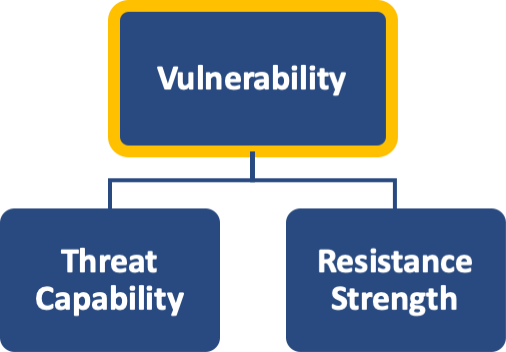 Vulnerability
Threat
Capability
Resistance
Strength